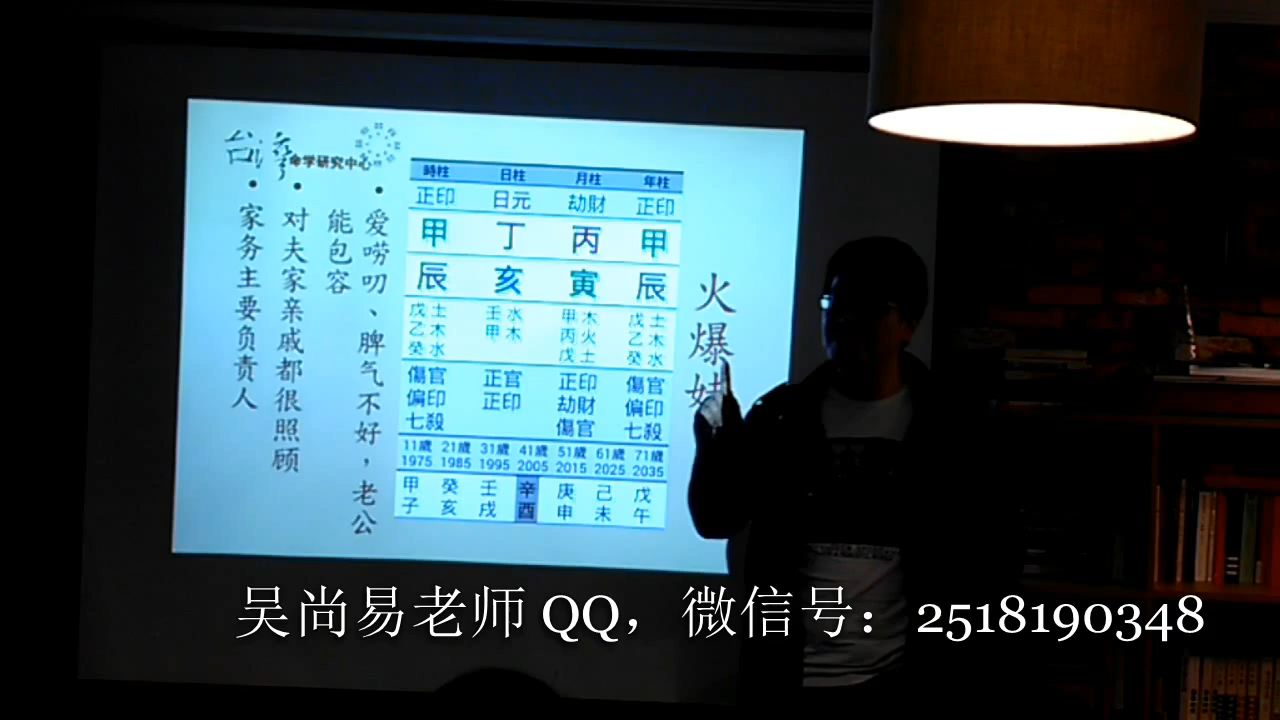 台灣命学研究中心
火爆
時柱 日柱 月柱 年柱
正印 日元 劫財 正印
甲 丁 丙 甲
辰 亥 寅 辰
戊土 壬水 甲木 戊土
乙木 甲木 丙火 乙木
癸水 戊土 癸水
傷官 正官 正印 傷官
偏印 正印 劫財 偏印
七殺 傷官 七殺
11歲 21歲 31歲 41歲 51歲 61歲 71歲
1975 1985 1995 2005 2015 2025 2035
甲 癸 壬 辛 庚 己 戊
子 亥 戌 酉 申 未 午
• 爱唠叨、脾气不好，老公
能包容
• 对夫家亲戚都很照顾
• 家务主要负责人
吴尚易老师 QQ，微信号：2518190348